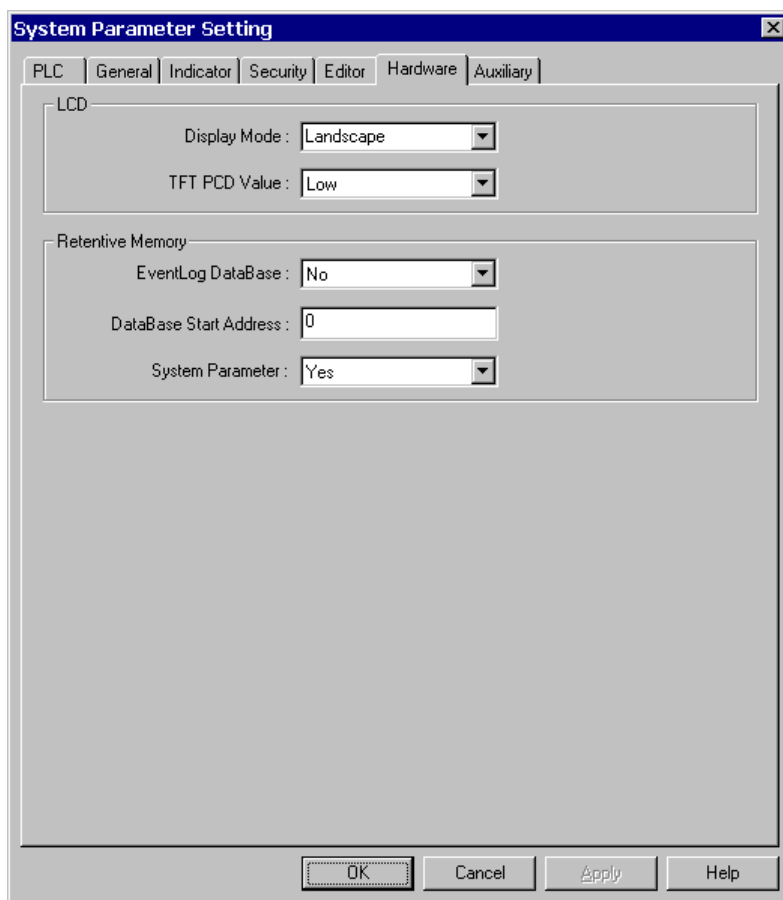 System Parameter Setting
PLC General Indicator Security Editor Hardware Auxiliary
LCD
Display Mode : Landscape
TFT PCD Value : Low
Retentive Memory
EventLog DataBase : No
DataBase Start Address : 0
System Parameter : Yes
OK Cancel Apply Help